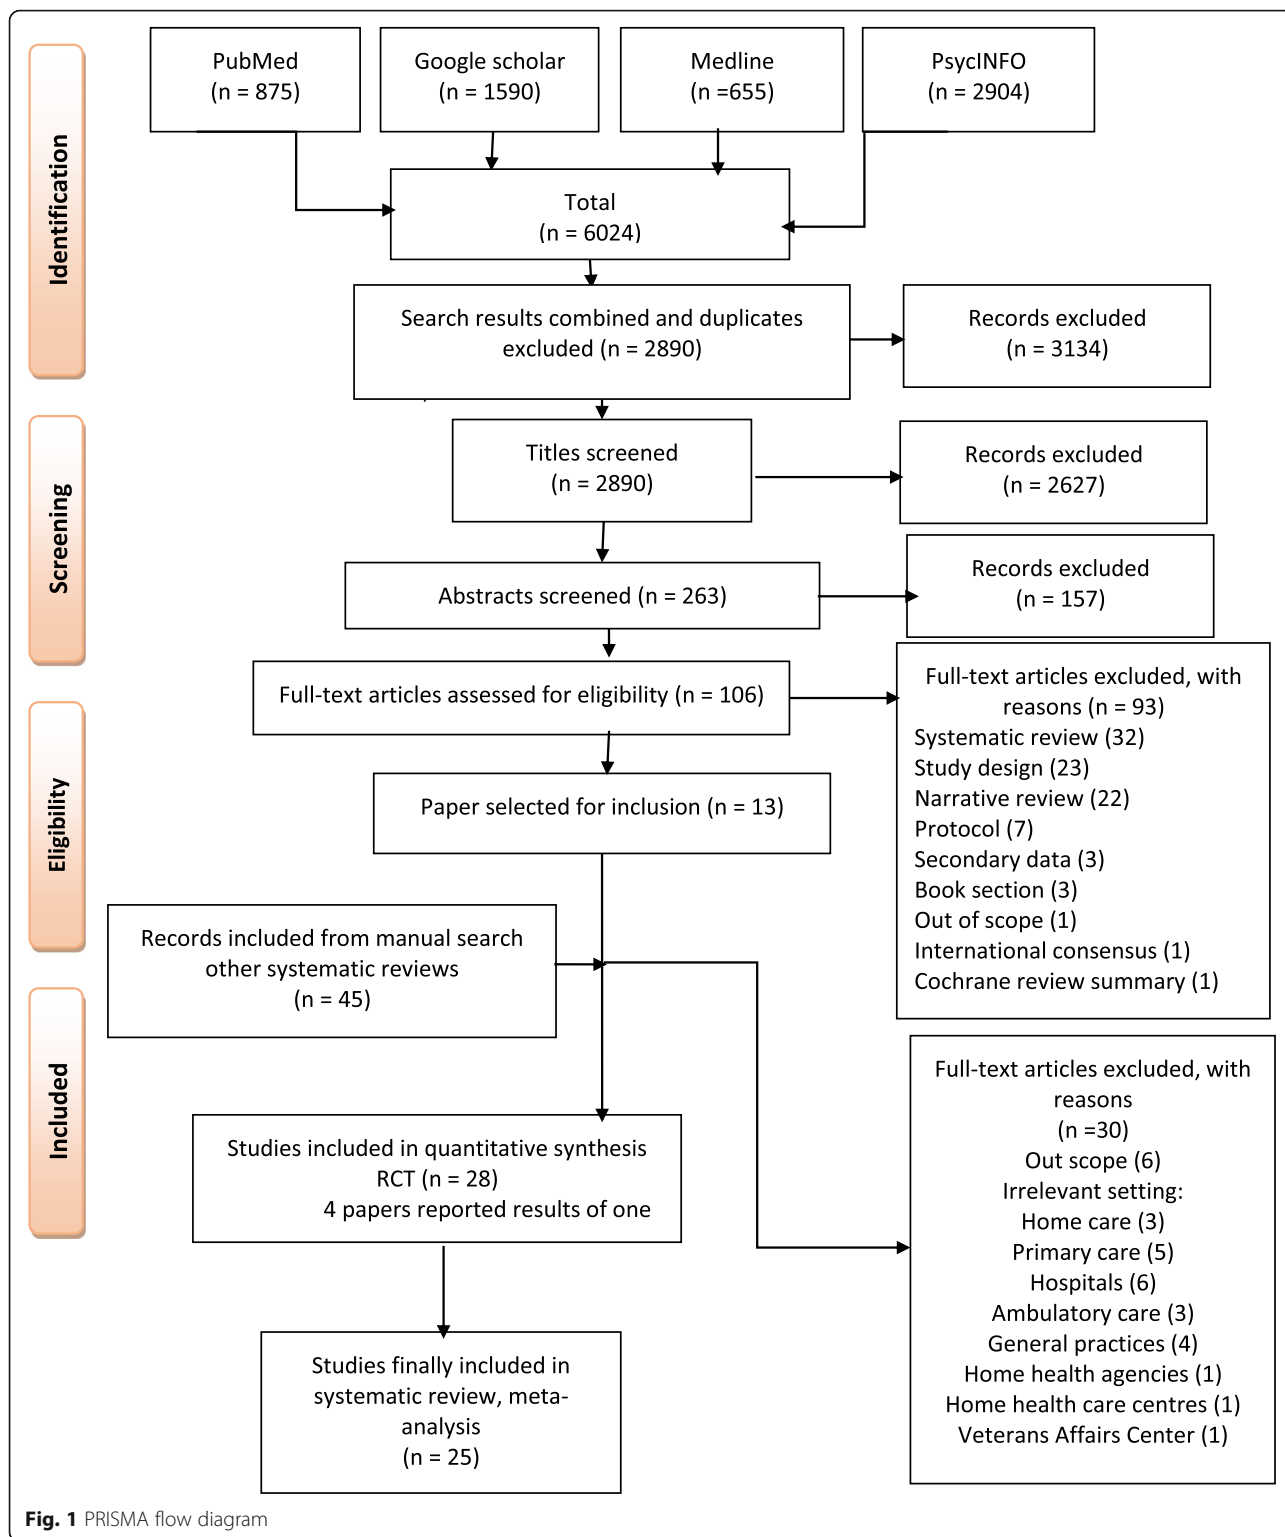 PubMed
(n = 875)
Google scholar
(n = 1590)
Medline
(n =655)
PsycINFO
(n = 2904)
Identification
Total
(n = 6024)
Search results combined and duplicates
excluded (n = 2890)
Records excluded
(n = 3134)
Screening
Titles screened
(n = 2890)
Records excluded
(n = 2627)
Abstracts screened (n = 263)
Records excluded
(n = 157)
Eligibility
Full-text articles assessed for eligibility (n = 106)
Full-text articles excluded, with
reasons (n = 93)
Systematic review (32)
Study design (23)
Narrative review (22)
Protocol (7)
Secondary data (3)
Book section (3)
Out of scope (1)
International consensus (1)
Cochrane review summary (1)
Paper selected for inclusion (n = 13)
Records included from manual search
other systematic reviews
(n = 45)
Included
Full-text articles excluded, with
reasons
(n =30)
Out scope (6)
Irrelevant setting:
Home care (3)
Primary care (5)
Hospitals (6)
Ambulatory care (3)
General practices (4)
Home health agencies (1)
Home health care centres (1)
Veterans Affairs Center (1)
Studies included in quantitative synthesis
RCT (n = 28)
4 papers reported results of one
Studies finally included in
systematic review, meta-
analysis
(n = 25)
Fig. 1 PRISMA flow diagram